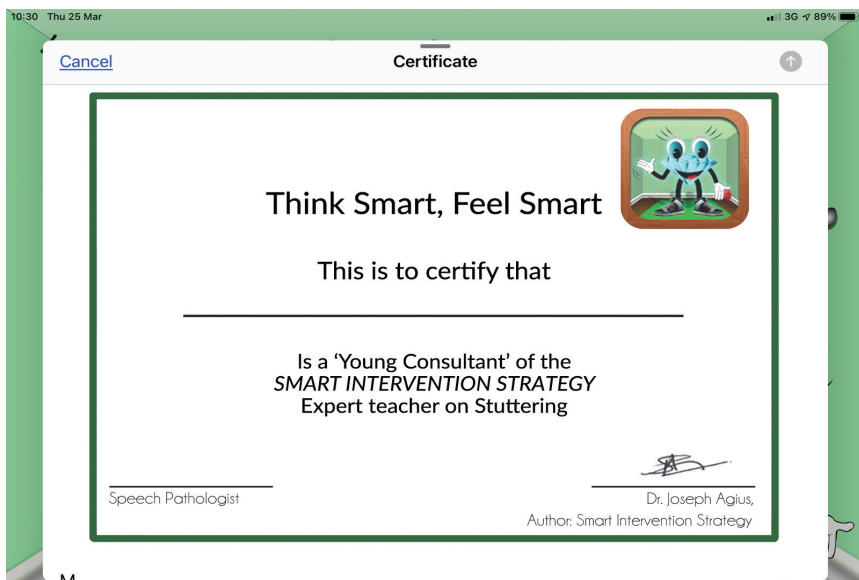 10:30 Thu 25 Mar 3G 89%
Cancel Certificate
Think Smart, Feel Smart
This is to certify that
Is a ‘Young Consultant’ of the
SMART INTERVENTION STRATEGY
Expert teacher on Stuttering
Speech Pathologist
Dr. Joseph Agius,
Author: Smart Intervention Strategy